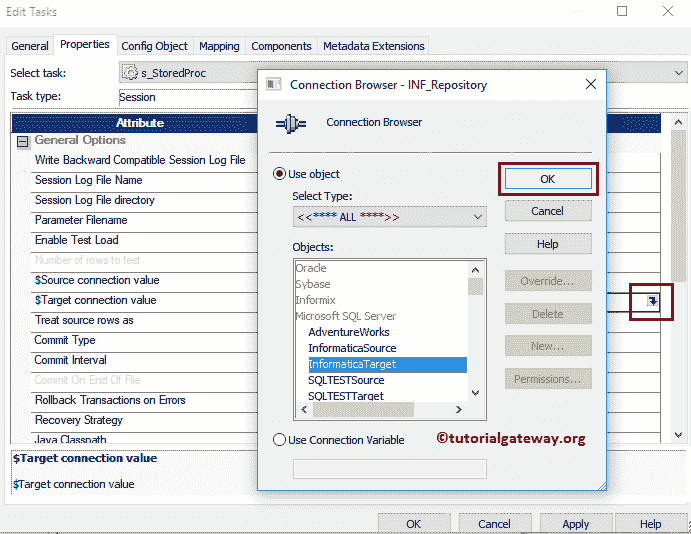 Edit Tasks
General
Properties
Config Object
Mapping
Components
Metadata Extensions
Select task:
s_StoredProc
Task type:
Session
Attribute
General Options
Write Backward Compatible Session Log File
Session Log File Name
Session Log File directory
Parameter Filename
Enable Test Load
Number of rows to test
$Source connection value
$Target connection value
Treat source rows as
Commit Type
Commit Interval
Commit On End Of File
Rollback Transactions on Errors
Recovery Strategy
Java Classpath
$Target connection value
$Target connection value
OK
Cancel
Apply
Help
Connection Browser - INF_Repository
Connection Browser
Use object
Select Type:
<<**** ALL ****>>
Objects:
Oracle
Sybase
Informix
Microsoft SQL Server
AdventureWorks
InformaticaSource
InformaticaTarget
SQLTESTSource
SQLTESTTarget
Use Connection Variable
OK
Cancel
Help
Override...
Delete
New...
Permissions...
©tutorialgateway.org